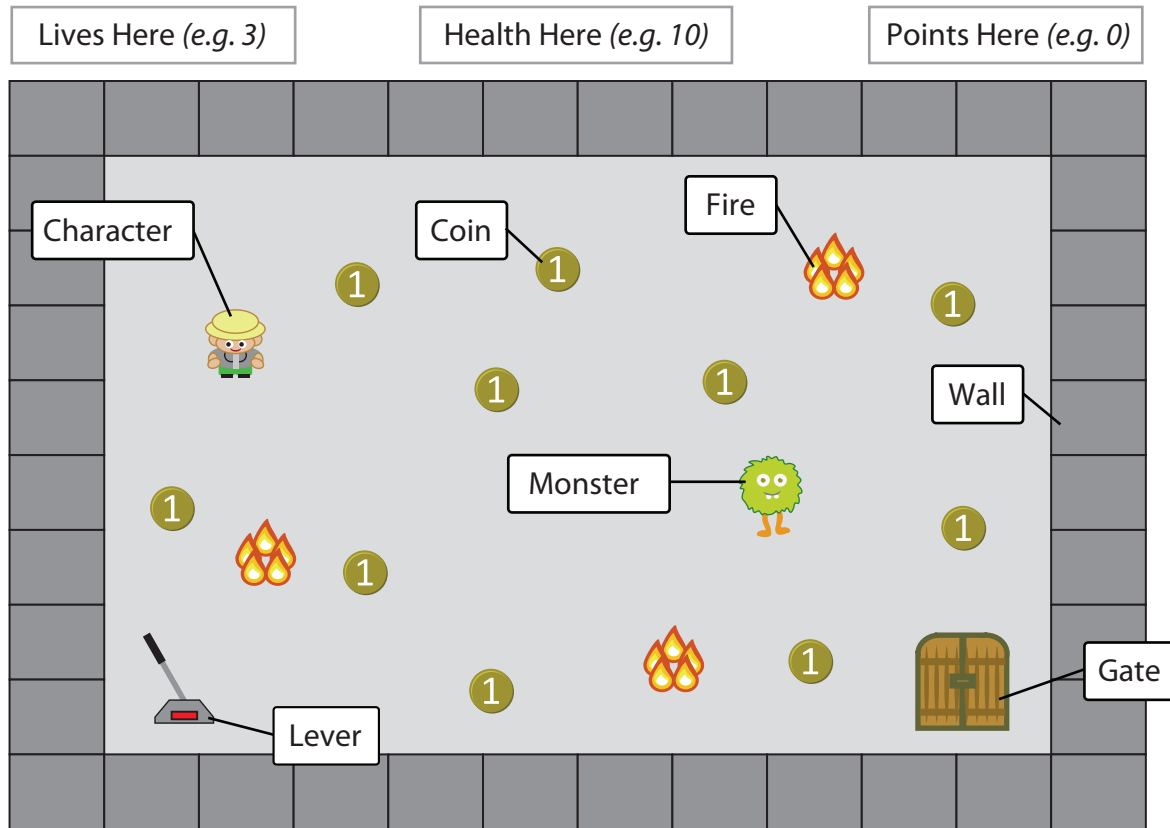 Lives Here (e.g. 3)
Health Here (e.g. 10)
Points Here (e.g. 0)
Fire
Character
Coin
1
1
1
1
1
Wall
Monster
1
1
1
1
1
Gate
Lever